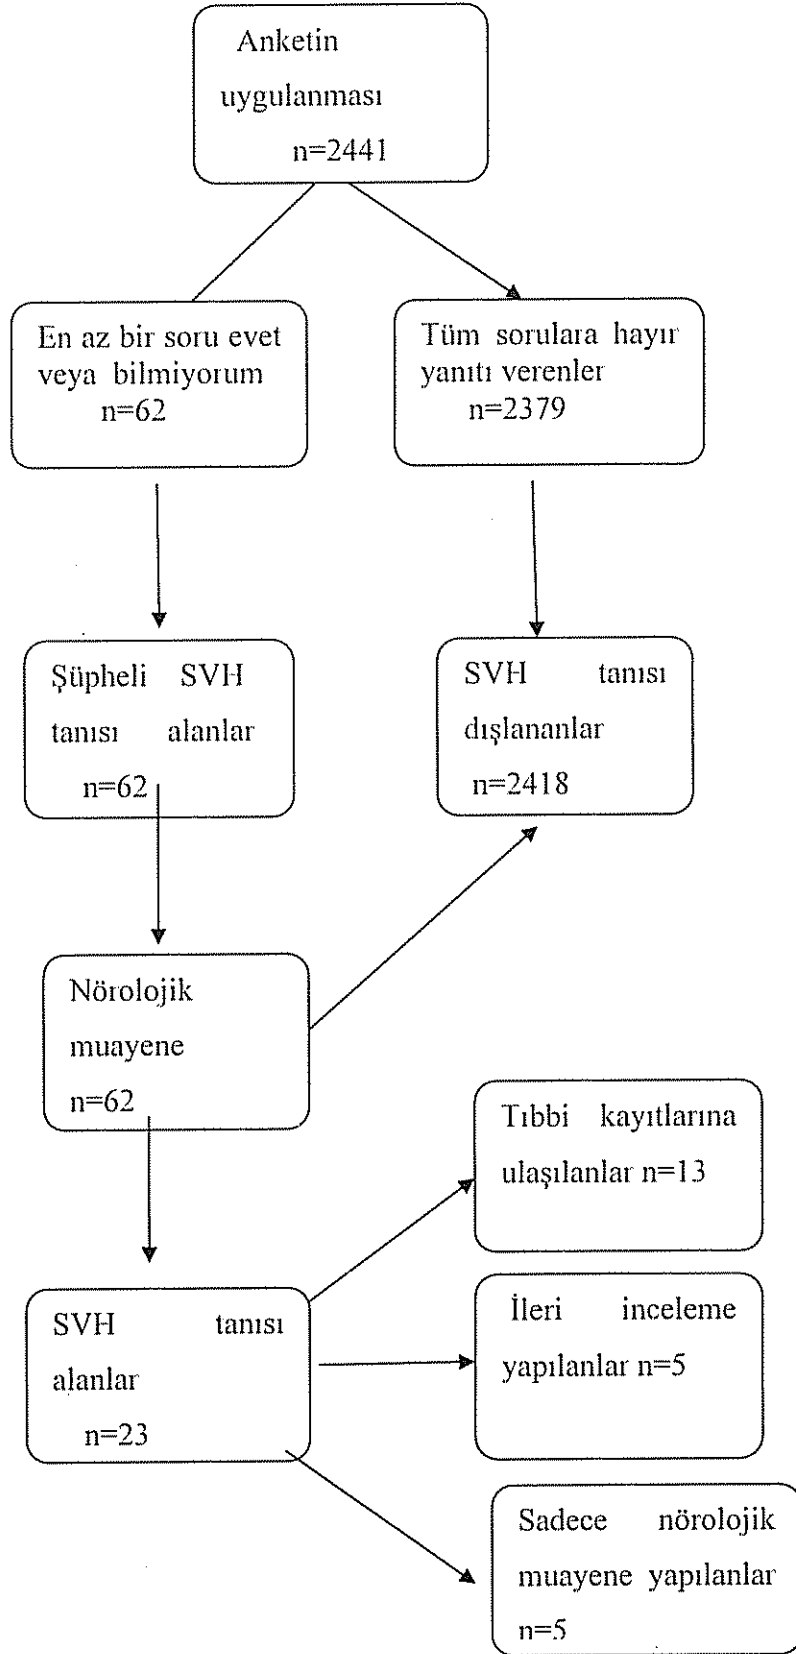 Anketin
uygulanması
n=2441
En az bir soru evet
veya bilmiyorum
n=62
Tüm sorulara hayır
yanıtı verenler
n=2379
Şüpheli SVH
tanısı alanlar
n=62
SVH tanısı
dışlananlar
n=2418
Nörolojik
muayene
n=62
Tıbbi kayıtlarına
ulaşılanlar n=13
SVH tanısı
alanlar
n=23
İleri inceleme
yapılanlar n=5
Sadece nörolojik
muayene yapılanlar
n=5